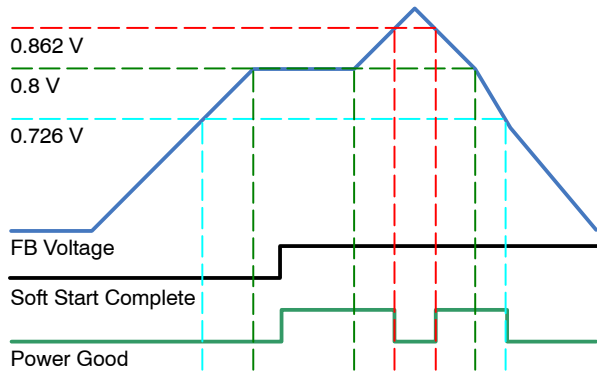 0.862 V
0.8 V
0.726 V
FB Voltage
Soft Start Complete
Power Good